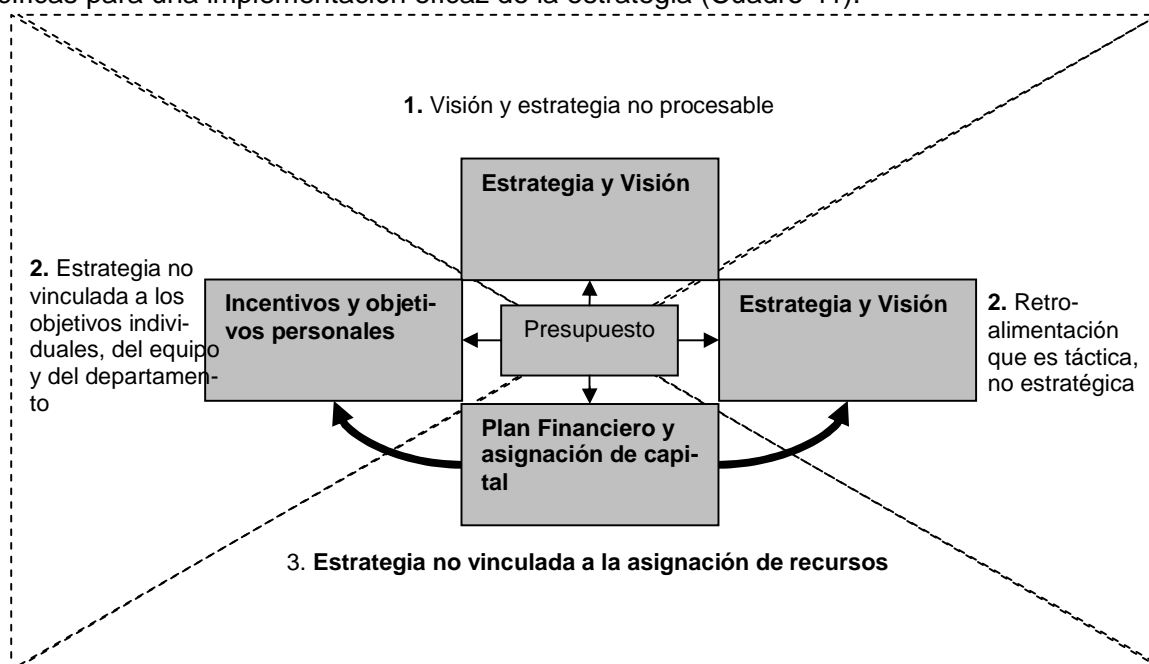 cíficas para una implementación eficaz de la estrategia (Cuadro 41).
1. Visión y estrategia no procesable
Estrategia y Visión
2. Estrategia no
vinculada a los
objetivos indivi-
duales, del equipo
y del departamen-
to
Incentivos y objeti-
vos personales
Presupuesto
Estrategia y Visión
2. Retro-
alimentación
que es táctica,
no estratégica
Plan Financiero y
asignación de capi-
tal
3. Estrategia no vinculada a la asignación de recursos